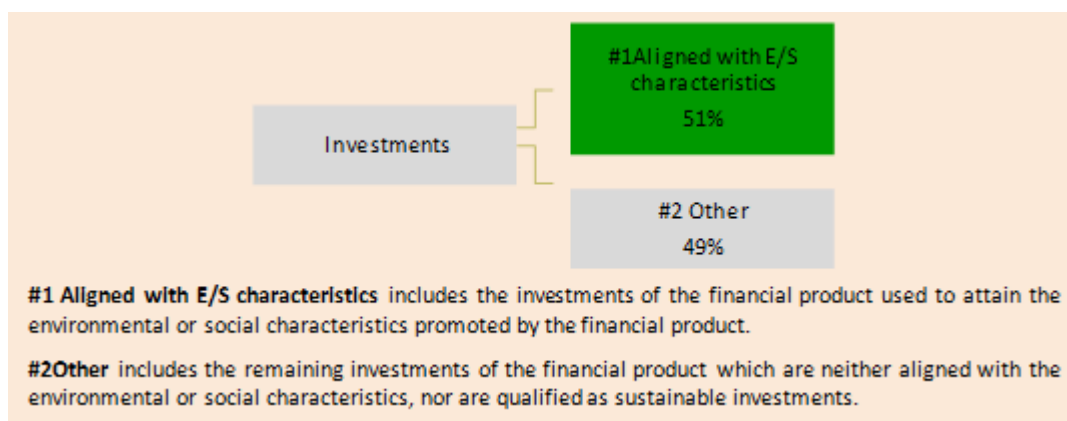 #1Aligned with E/S
characteristics
51%
Investments
#2 Other
49%
#1 Aligned with E/S characteristics includes the investments of the financial product used to attain the
environmental or social characteristics promoted by the financial product.
#2Other includes the remaining investments of the financial product which are neither aligned with the
environmental or social characteristics, nor are qualified as sustainable investments.